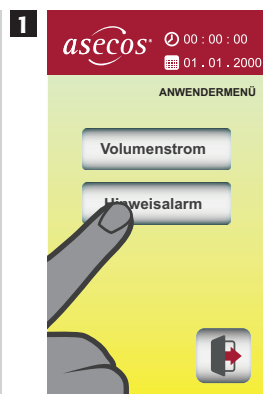 1
asecos
00 : 00 : 00
01 . 01 . 2000
ANWENDERMENÜ
Volumenstrom
Hinweisalarm